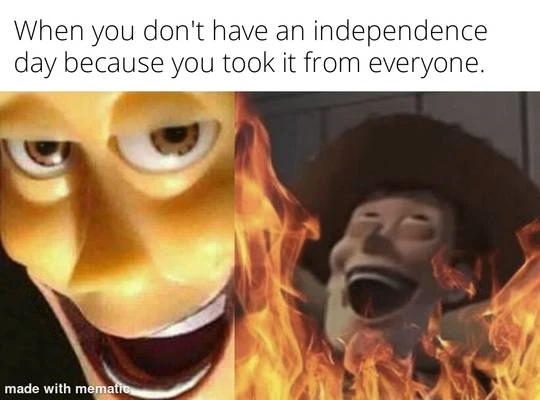 When you don't have an independence
day because you took it from everyone.
made with mematic